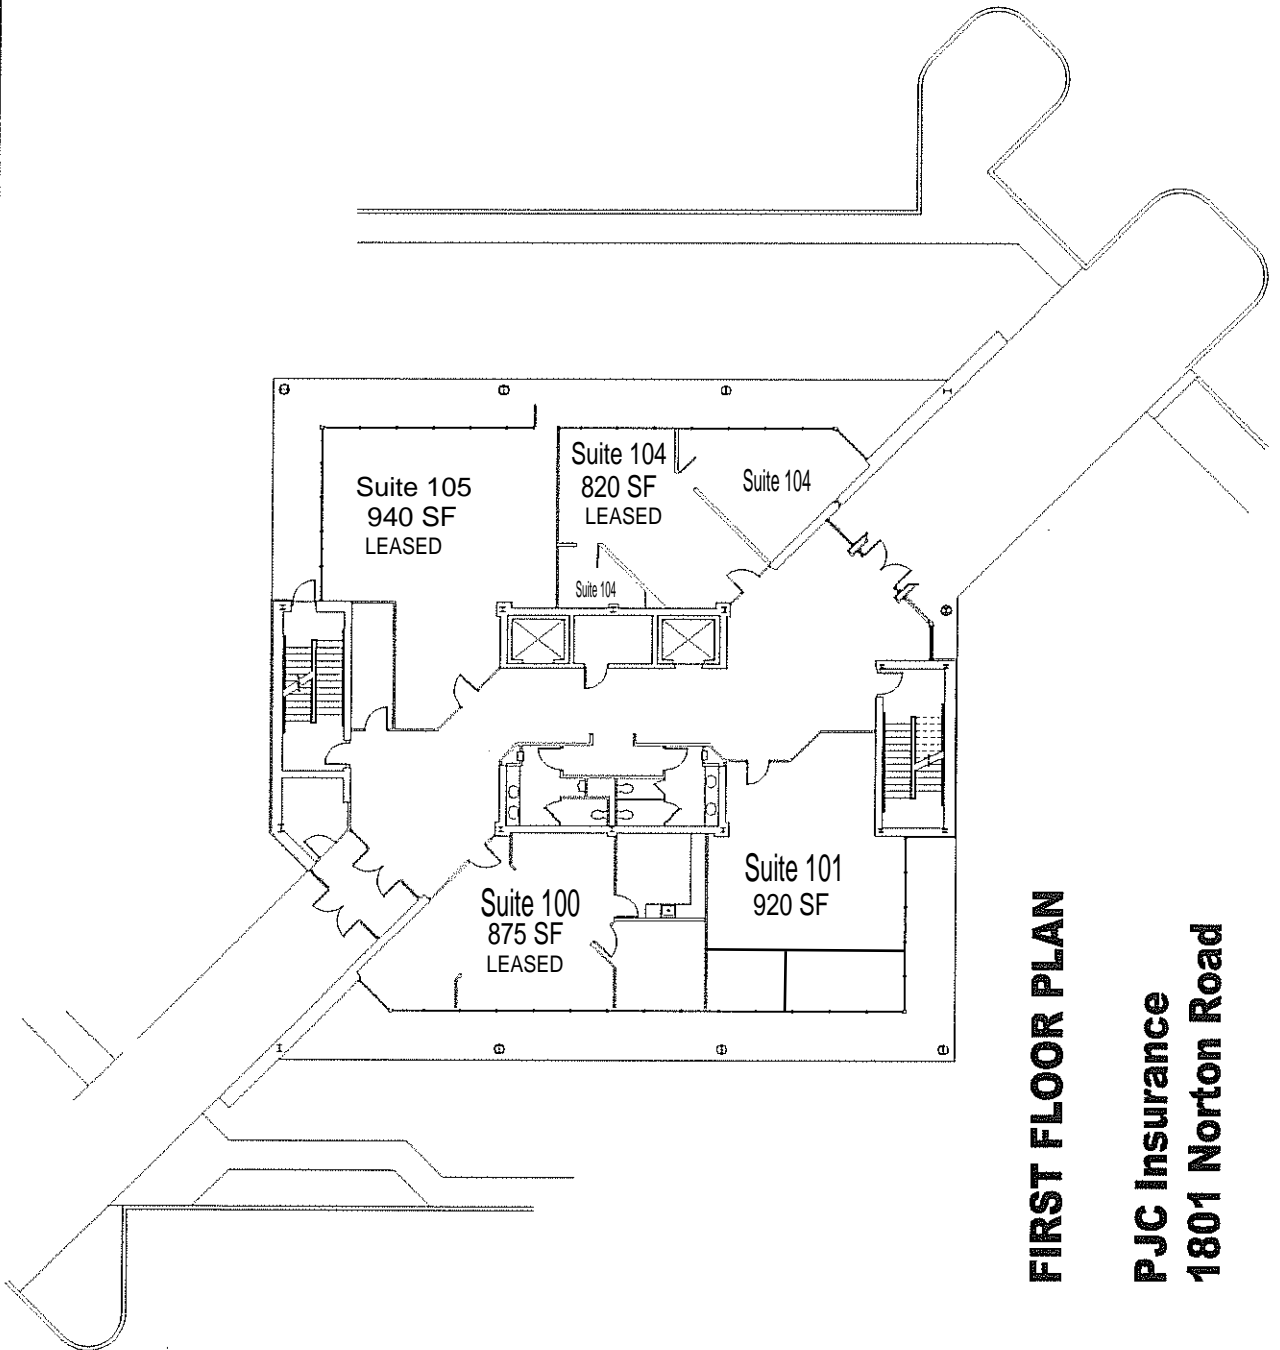 Suite 105
940 SF
LEASED
Suite 104
820 SF
LEASED
Suite 104
Suite 104
Suite 101
920 SF
Suite 100
875 SF
LEASED
FIRST FLOOR PLAN
PJC Insurance
1801 Norton Road